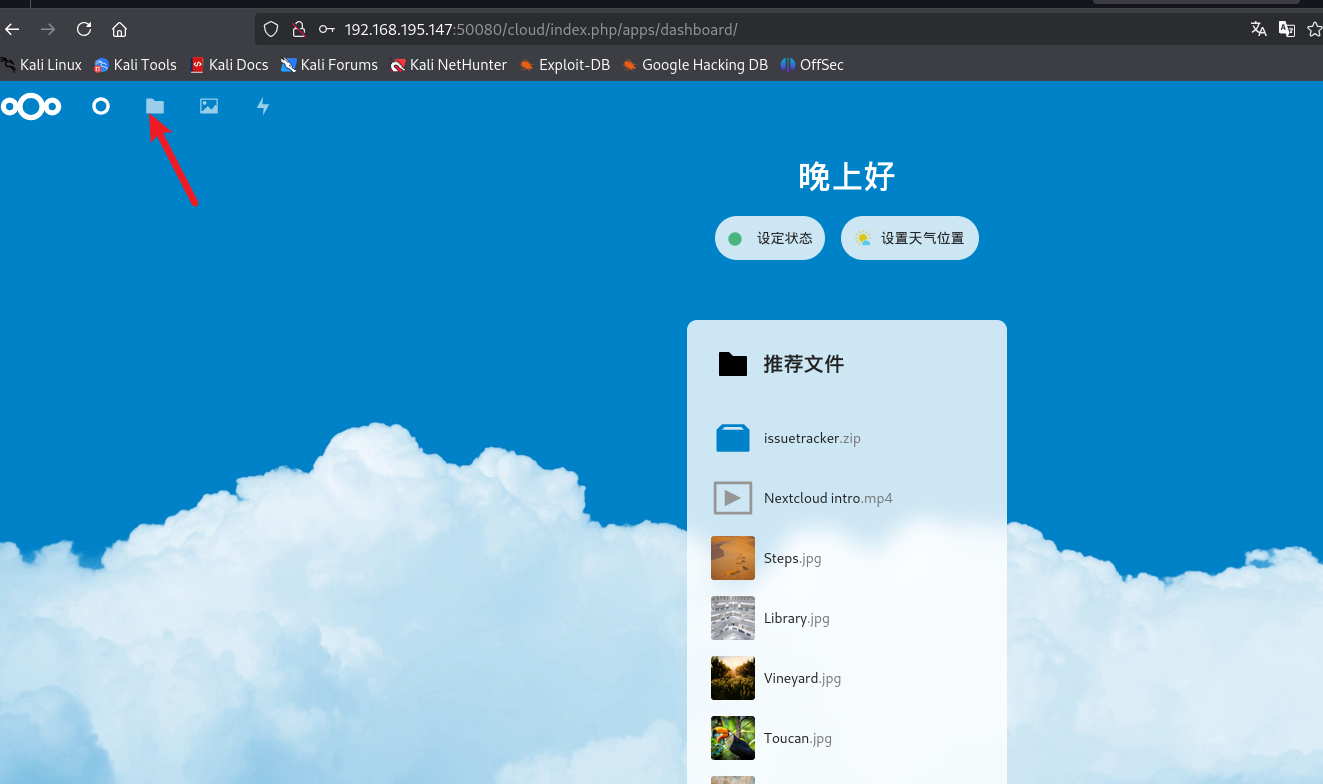 192.168.195.147:50080/cloud/index.php/apps/dashboard/
Kali Linux Kali Tools Kali Docs Kali Forums Kali NetHunter Exploit-DB Google Hacking DB OffSec
晚上好
设定状态 设置天气位置
推荐文件
issuetracker.zip
Nextcloud intro.mp4
Steps.jpg
Library.jpg
Vineyard.jpg
Toucan.jpg